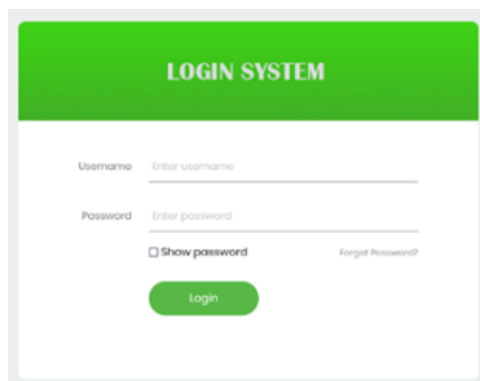 LOGIN SYSTEM
Username Enter username
Password Enter password
Show password Forgot Password?
Login